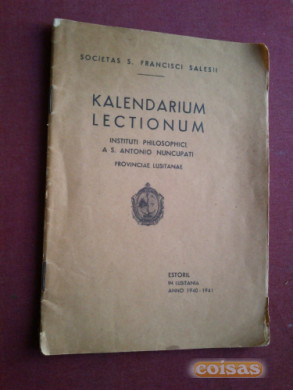 SOCIETAS S. FRANCISCI SALESII
KALENDARIUM
LECTIONUM
INSTITUTI PHILOSOPHICI
A S. ANTONIO NUNCUPATI
PROVINCIAE LUSITANAE
ESTORIL
IN LUSITANIA
ANNO 1940-1941
coisas